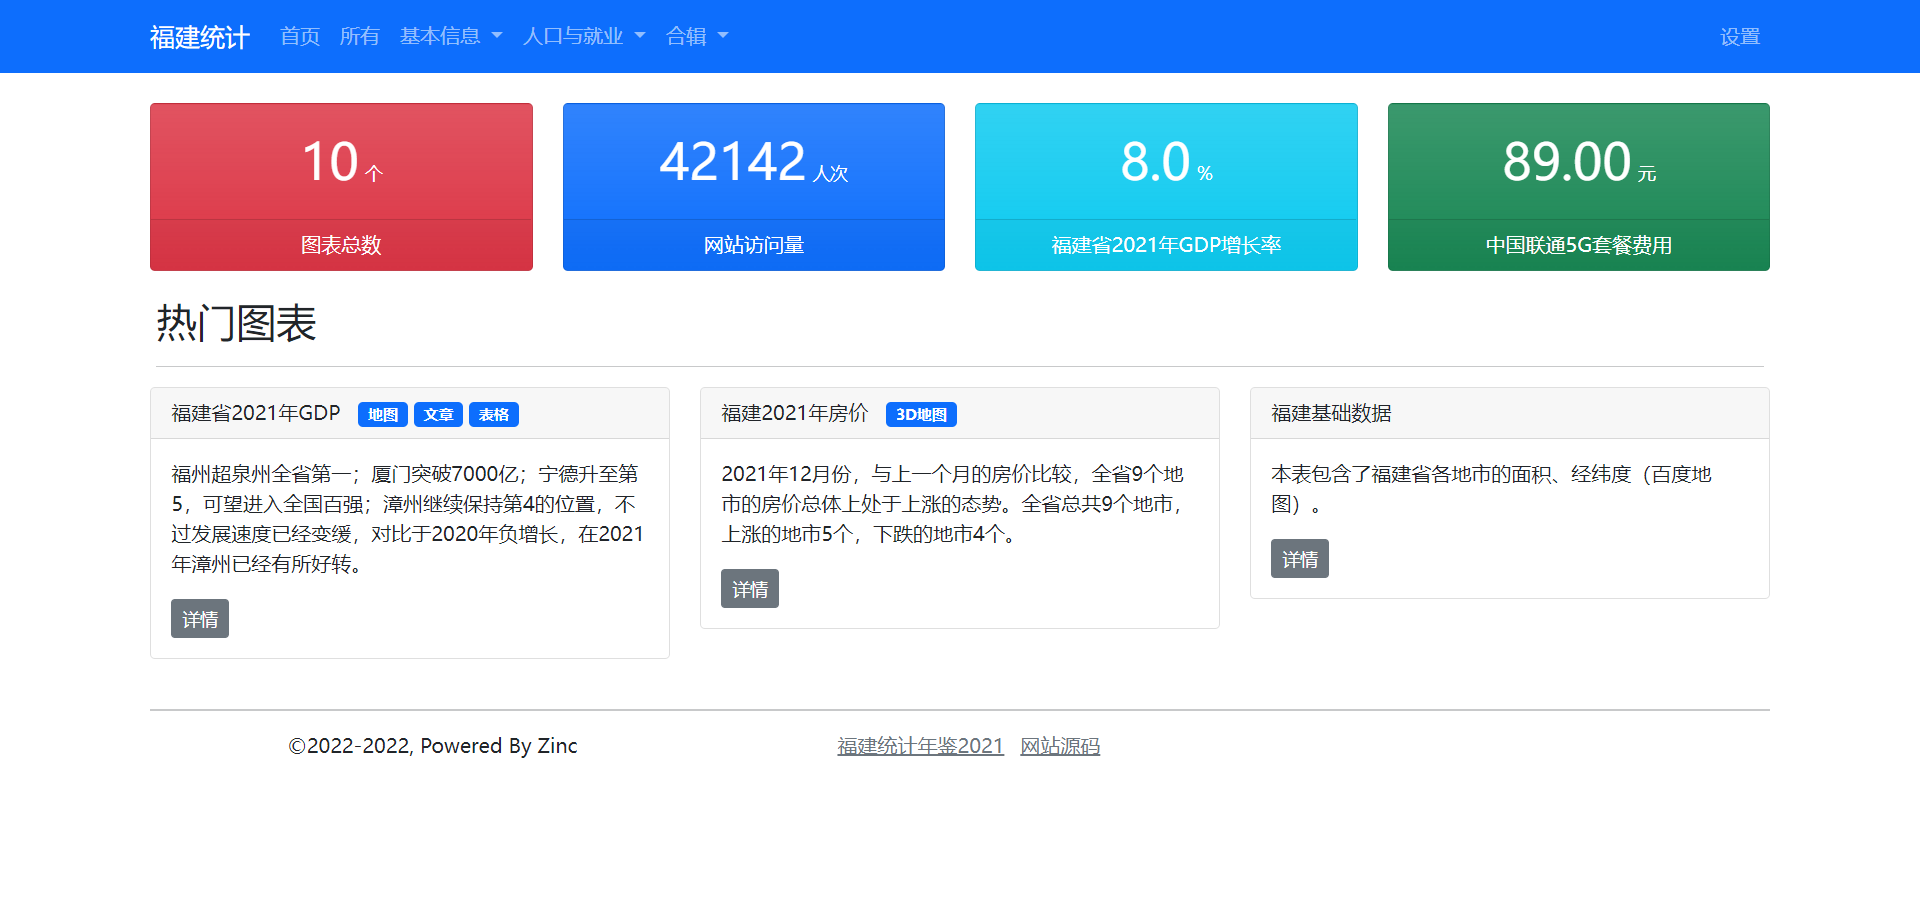 福建统计 首页 所有 基本信息 人口与就业 合辑 设置
10 个
图表总数
42142 人次
网站访问量
8.0 %
福建省2021年GDP增长率
89.00 元
中国联通5G套餐费用
热门图表
福建省2021年GDP 地图 文章 表格
福州超泉州全省第一；厦门突破7000亿；宁德升至第
5，可望进入全国百强；漳州继续保持第4的位置，不
过发展速度已经变缓，对比于2020年负增长，在2021
年漳州已经有所好转。
详情
福建2021年房价 3D地图
2021年12月份，与上一个月的房价比较，全省9个地
市的房价总体上处于上涨的态势。全省总共9个地市，
上涨的地市5个，下跌的地市4个。
详情
福建基础数据
本表包含了福建省各地市的面积、经纬度（百度地
图）。
详情
©2022-2022, Powered By Zinc
福建统计年鉴2021 网站源码